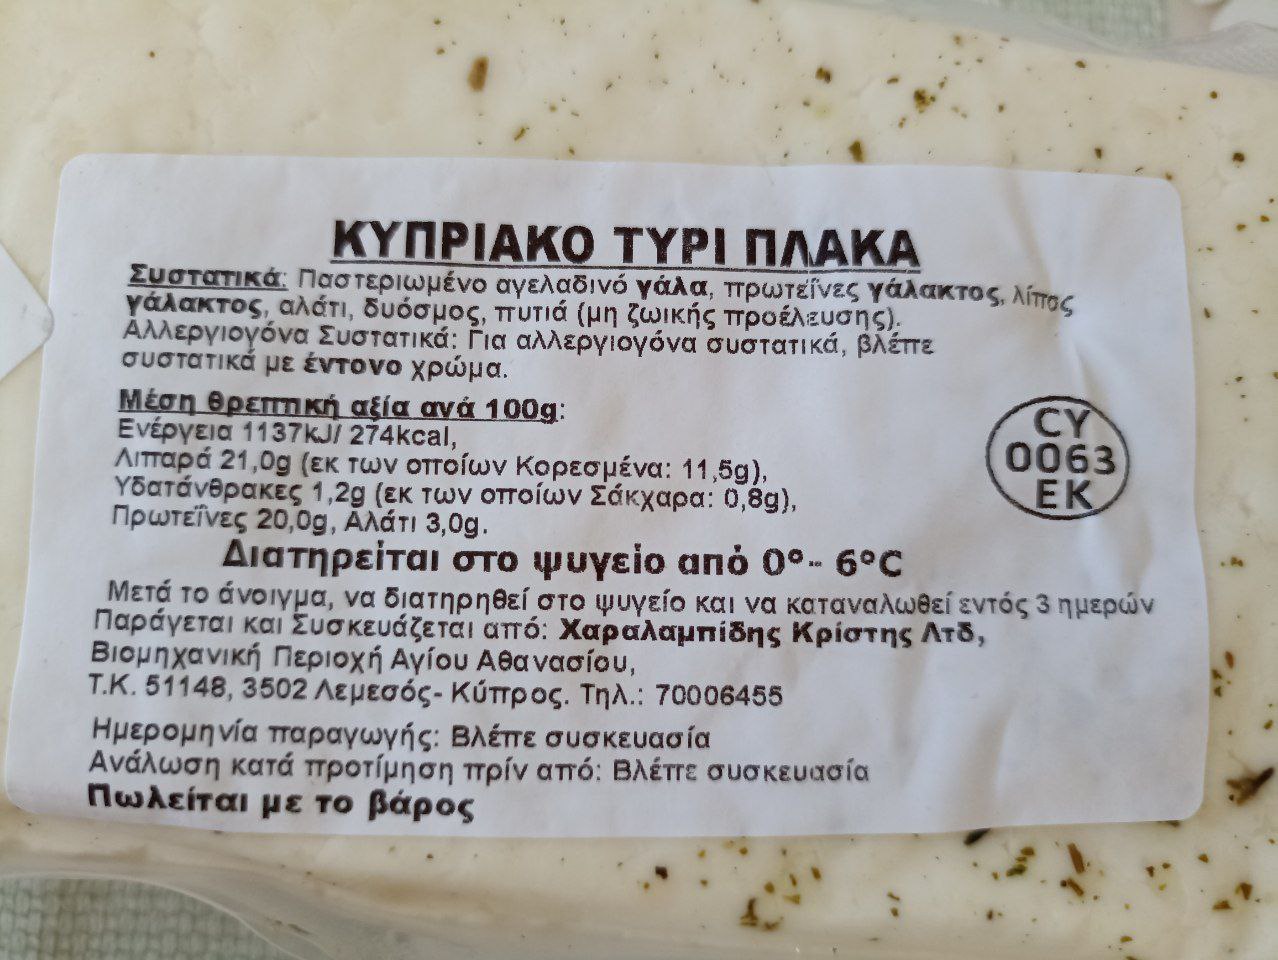 ΚΥΠΡΙΑΚΟ ΤΥΡΙ ΠΛΑΚΑ
Συστατικά: Παστεριωμένο αγελαδινό γάλα, πρωτεΐνες γάλακτος, λίπος
γάλακτος, αλάτι, δυόσμος, πυτιά (μη ζωικής προέλευσης).
Αλλεργιογόνα Συστατικά: Για αλλεργιογόνα συστατικά, βλέπε
συστατικά με έντονο χρώμα.
Μέση θρεπτική αξία ανά 100g:
Ενέργεια 1137kJ/ 274kcal,
Λιπαρά 21,0g (εκ των οποίων Κορεσμένα: 11,5g),
Υδατάνθρακες 1,2g (εκ των οποίων Σάκχαρα: 0,8g),
Πρωτεΐνες 20,0g, Αλάτι 3,0g.
CY
0063
ΕΚ
Διατηρείται στο ψυγείο από 0°- 6°C
Μετά το άνοιγμα, να διατηρηθεί στο ψυγείο και να καταναλωθεί εντός 3 ημερών
Παράγεται και Συσκευάζεται από: Χαραλαμπίδης Κρίστης Λτδ,
Βιομηχανική Περιοχή Αγίου Αθανασίου,
Τ.Κ. 51148, 3502 Λεμεσός- Κύπρος. Τηλ.: 70006455
Ημερομηνία παραγωγής: Βλέπε συσκευασία
Ανάλωση κατά προτίμηση πρίν από: Βλέπε συσκευασία
Πωλείται με το βάρος